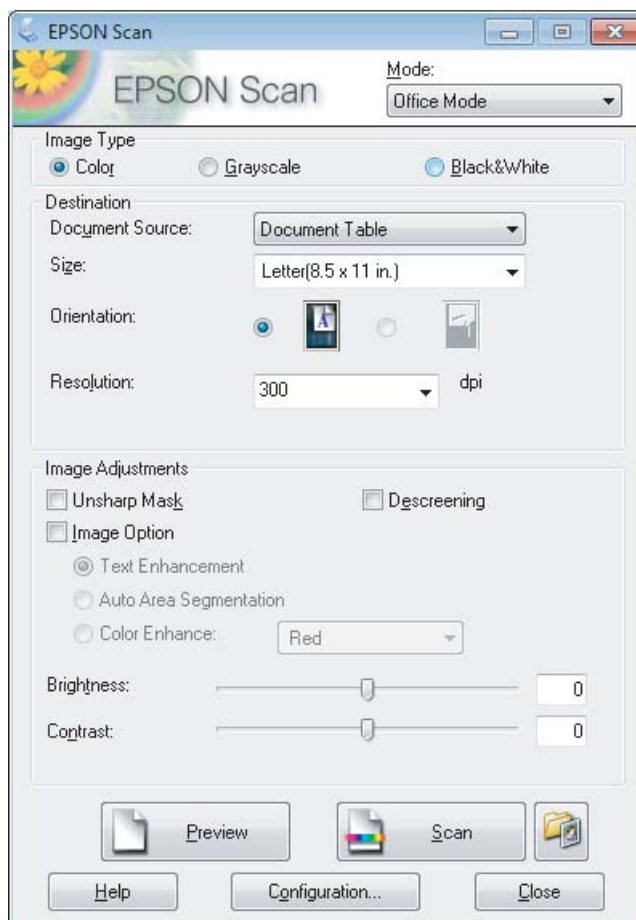 EPSON Scan
EPSON Scan
Mode:
Office Mode
Image Type
Color
Grayscale
Black&White
Destination
Document Source:
Document Table
Size:
Letter(8.5 x 11 in.)
Orientation:
A
Resolution:
300
dpi
Image Adjustments
Unsharp Mask
Descreening
Image Option
Text Enhancement
Auto Area Segmentation
Color Enhance:
Red
Brightness:
0
Contrast:
0
Preview
Scan
Help
Configuration...
Close